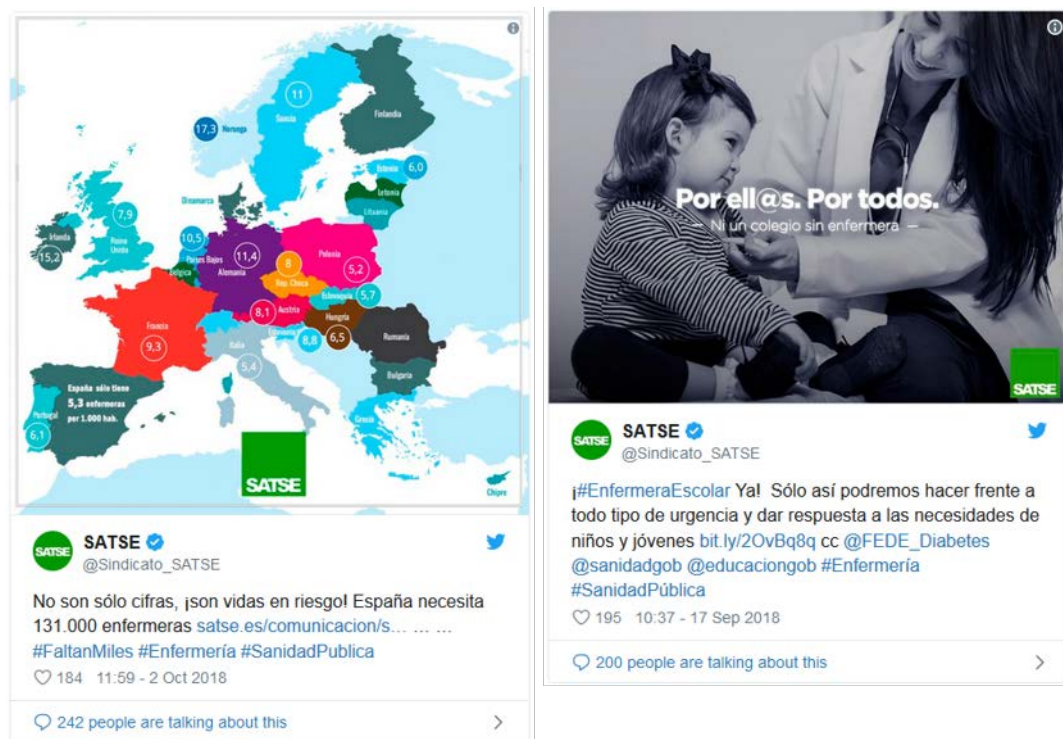 11
Suecia
Finlandia
17,3
Noruega
Estonia
6,0
Letonia
Lituania
Dinamarca
7,9
Reino
Unido
Irlanda
15,2
10,5
Países Bajos
Bélgica
11,4
Alemania
Polonia
5,2
8
Rep. Checa
Eslovaquia
5,7
8,1
Austria
Hungría
6,5
8,8
Rumanía
Bulgaria
Francia
9,3
Italia
5,4
España sólo tiene
5,3 enfermeras
por 1.000 hab.
Portugal
6,1
Grecia
Chipre
SATSE
SATSE
SATSE
@Sindicato_SATSE
No son sólo cifras, ¡son vidas en riesgo! España necesita
131.000 enfermeras satse.es/comunicacion/s… … …
#FaltanMiles #Enfermería #SanidadPublica
184 11:59 - 2 Oct 2018
242 people are talking about this
Por ell@s. Por todos.
— Ni un colegio sin enfermera —
SATSE
SATSE
SATSE
@Sindicato_SATSE
¡#EnfermeraEscolar Ya! Sólo así podremos hacer frente a
todo tipo de urgencia y dar respuesta a las necesidades de
niños y jóvenes bit.ly/2OvBq8q cc @FEDE_Diabetes
@sanidadgob @educaciongob #Enfermería
#SanidadPública
195 10:37 - 17 Sep 2018
200 people are talking about this